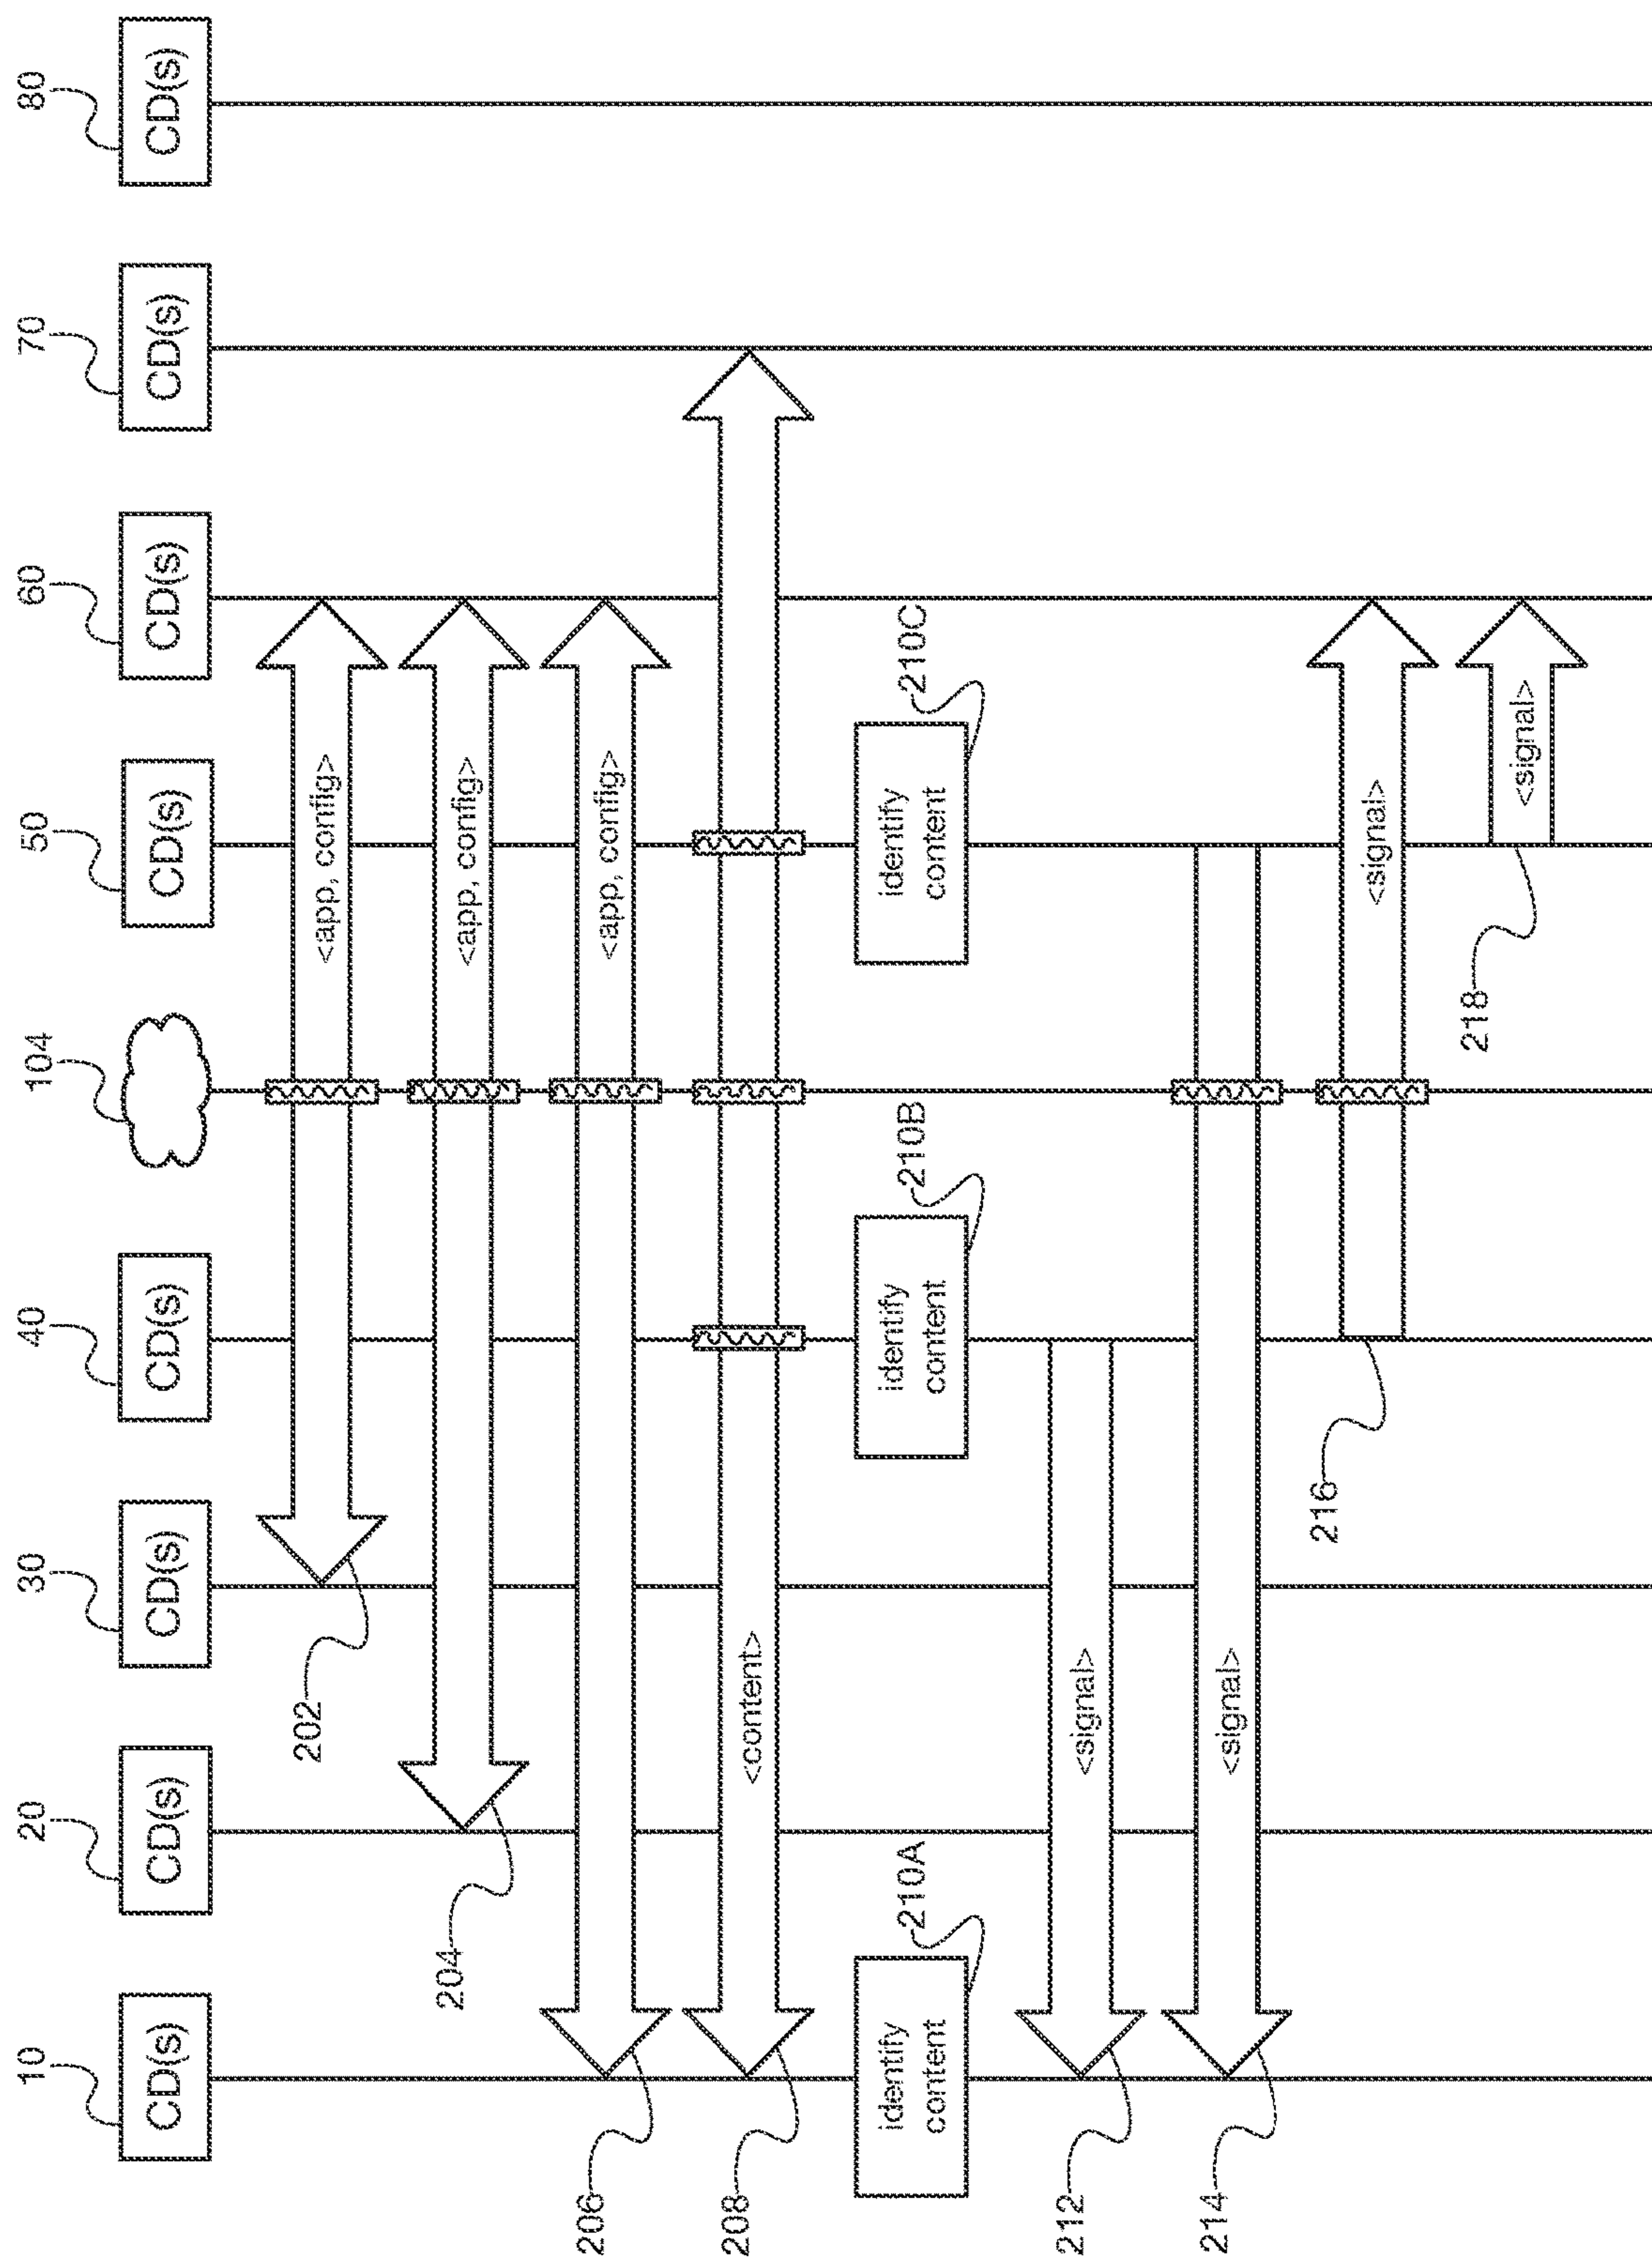 10
20
30
40
104
50
60
70
80
CD(s)
CD(s)
CD(s)
CD(s)
CD(s)
CD(s)
CD(s)
CD(s)
202
<app, config>
204
<app, config>
206
<app, config>
208
<content>
210A
210B
210C
identify
content
identify
content
identify
content
212
<signal>
214
<signal>
216
<signal>
218
<signal>